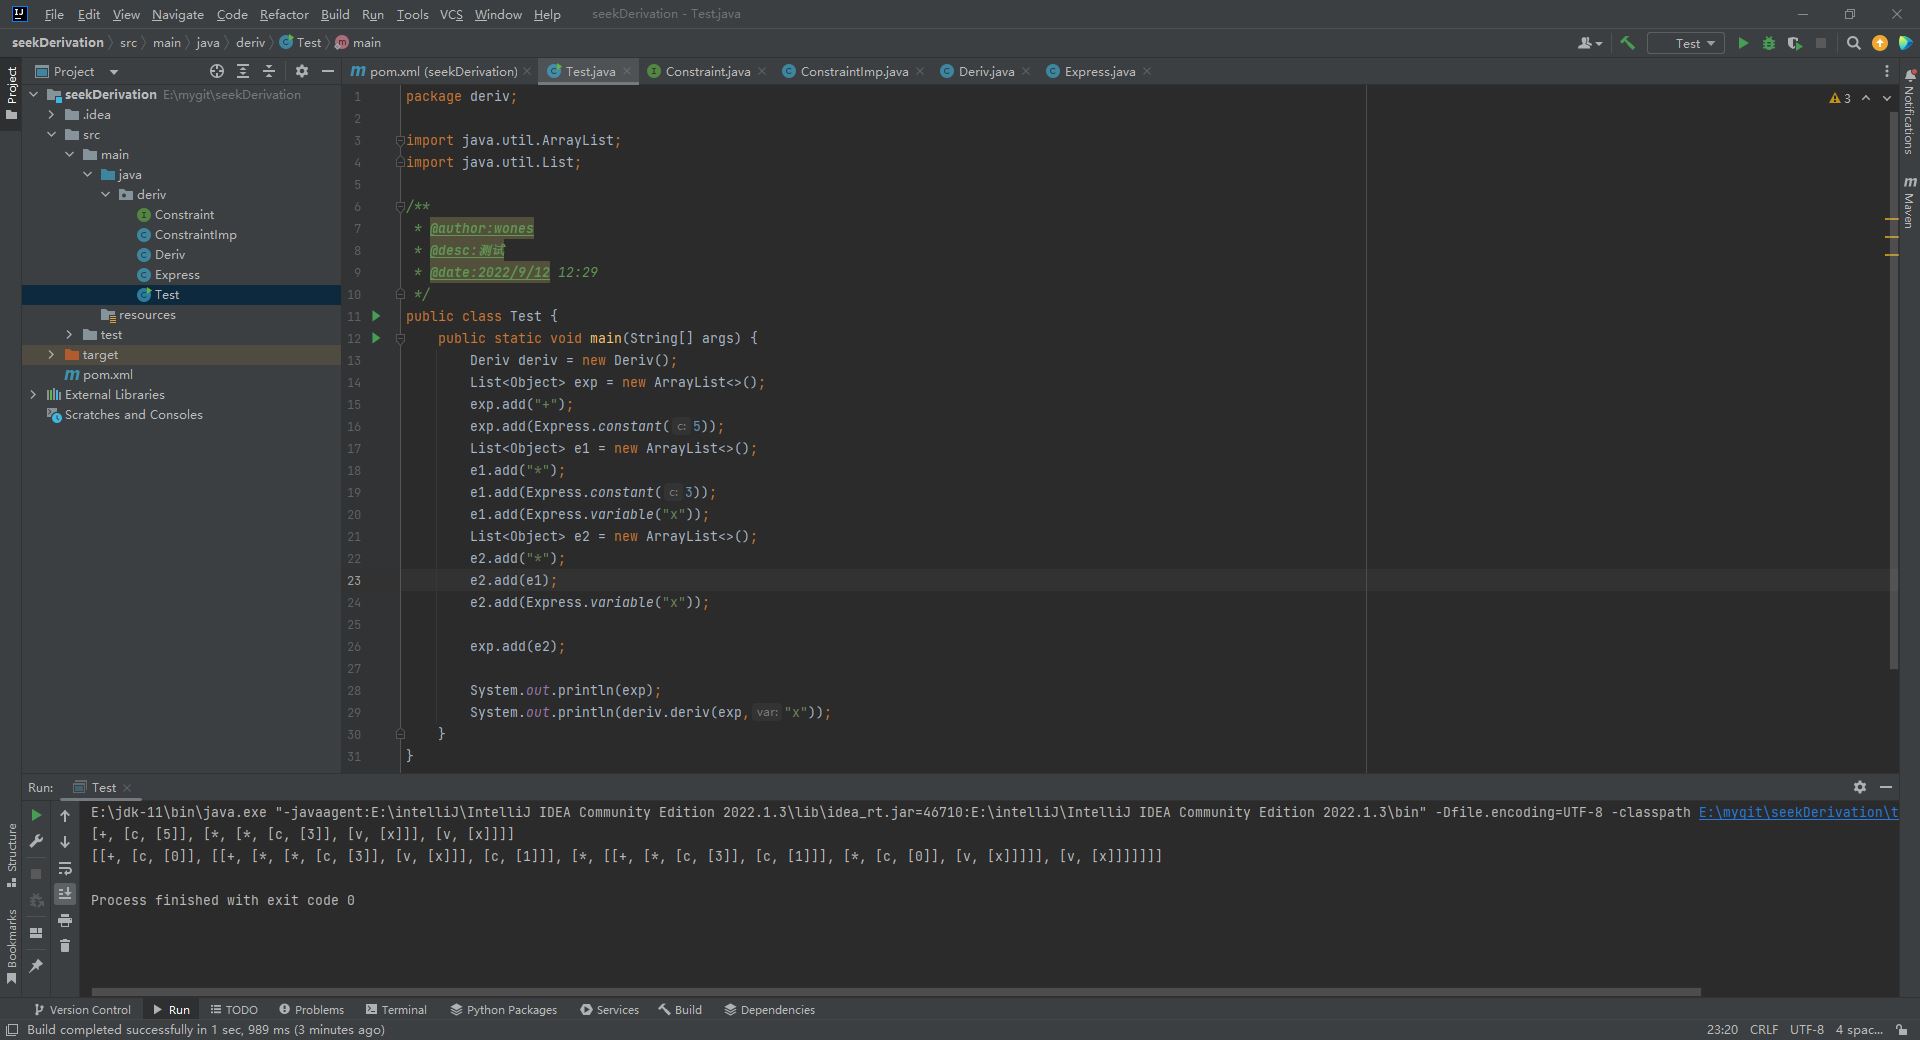 File Edit View Navigate Code Refactor Build Run Tools VCS Window Help seekDerivation - Test.java
seekDerivation src main java deriv Test main
Test
Project
pom.xml (seekDerivation) Test.java Constraint.java ConstraintImp.java Deriv.java Express.java
Project
seekDerivation E:\mygit\seekDerivation
.idea
src
main
java
deriv
Constraint
ConstraintImp
Deriv
Express
Test
resources
test
target
pom.xml
External Libraries
Scratches and Consoles
3
1 package deriv;
2
3 import java.util.ArrayList;
4 import java.util.List;
5
6 /**
7 * @author:wones
8 * @desc:测试
9 * @date:2022/9/12 12:29
10 */
11 public class Test {
12 public static void main(String[] args) {
13 Deriv deriv = new Deriv();
14 List<Object> exp = new ArrayList<>();
15 exp.add("+");
16 exp.add(Express.constant( c: 5));
17 List<Object> e1 = new ArrayList<>();
18 e1.add("*");
19 e1.add(Express.constant( c: 3));
20 e1.add(Express.variable("x"));
21 List<Object> e2 = new ArrayList<>();
22 e2.add("*");
23 e2.add(e1);
24 e2.add(Express.variable("x"));
25
26 exp.add(e2);
27
28 System.out.println(exp);
29 System.out.println(deriv.deriv(exp, var: "x"));
30 }
31 }
Notifications
Maven
Run: Test
E:\jdk-11\bin\java.exe "-javaagent:E:\intelliJ\IntelliJ IDEA Community Edition 2022.1.3\lib\idea_rt.jar=46710:E:\intelliJ\IntelliJ IDEA Community Edition 2022.1.3\bin" -Dfile.encoding=UTF-8 -classpath E:\mygit\seekDerivation\t
[+, [c, [5]], [*, [*, [c, [3]], [v, [x]]], [v, [x]]]]
[[+, [c, [0]], [[+, [*, [*, [c, [3]], [v, [x]]], [c, [1]]], [*, [[+, [*, [c, [3]], [c, [1]]], [*, [c, [0]], [v, [x]]]]], [v, [x]]]]]]]
Process finished with exit code 0
Structure
Bookmarks
Version Control Run TODO Problems Terminal Python Packages Services Build Dependencies
Build completed successfully in 1 sec, 989 ms (3 minutes ago) 23:20 CRLF UTF-8 4 spac...